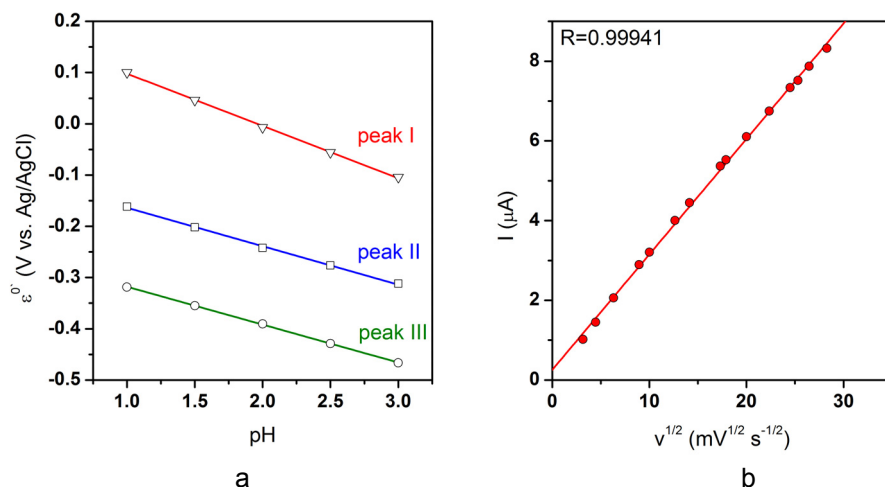 0.2
0.1
0.0
-0.1
-0.2
-0.3
-0.4
-0.5
ε⁰` (V vs. Ag/AgCl)
peak I
peak II
peak III
1.0 1.5 2.0 2.5 3.0
pH
a
R=0.99941
8
6
4
2
0
I (μA)
0 10 20 30
v¹/² (mV¹/² s⁻¹/²)
b